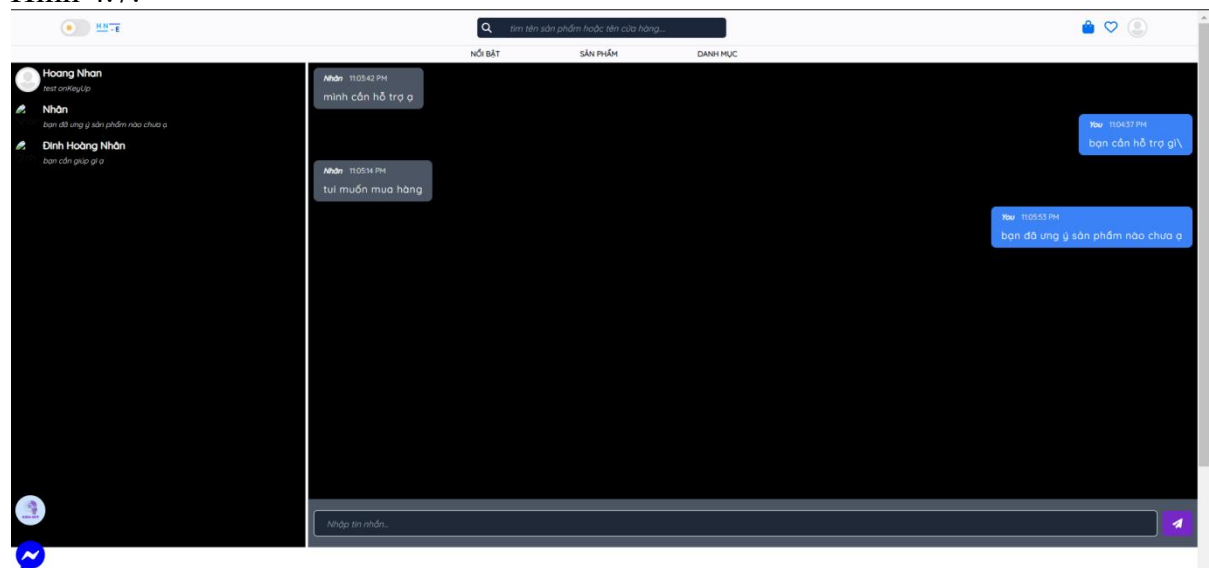 Hình 4.7.
H N
E
tìm tên sản phẩm hoặc tên cửa hàng...
NỔI BẬT SẢN PHẨM DANH MỤC
Hoang Nhan
test onKeyUp
Nhân
bạn đã ưng ý sản phẩm nào chưa ạ
Đinh Hoàng Nhân
bạn cần giúp gì ạ
Nhân 11:03:42 PM
mình cần hỗ trợ ạ
You 11:04:37 PM
bạn cần hỗ trợ gì\
Nhân 11:05:14 PM
tui muốn mua hàng
You 11:05:53 PM
bạn đã ưng ý sản phẩm nào chưa ạ
Nhập tin nhắn...